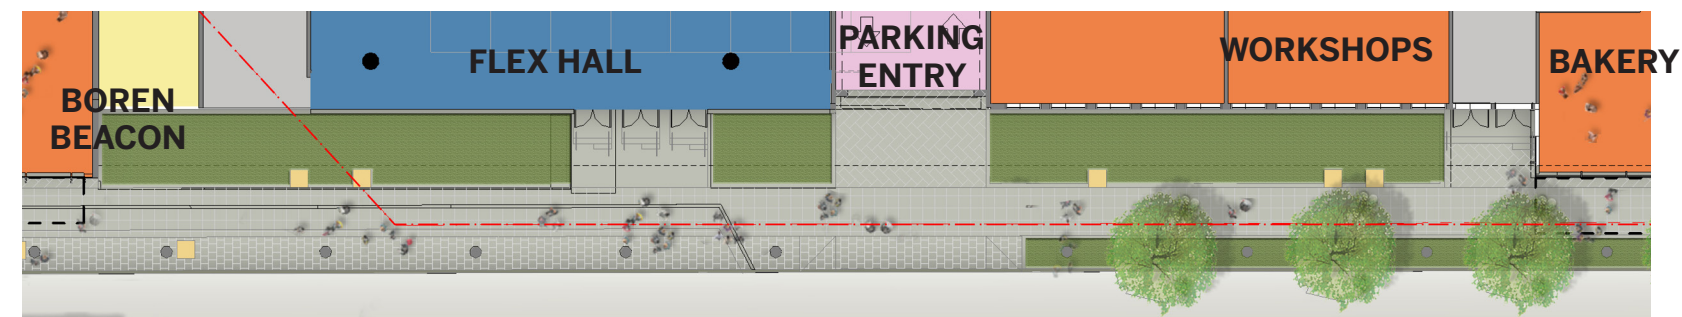 BOREN
BEACON
FLEX HALL
PARKING
ENTRY
WORKSHOPS
BAKERY